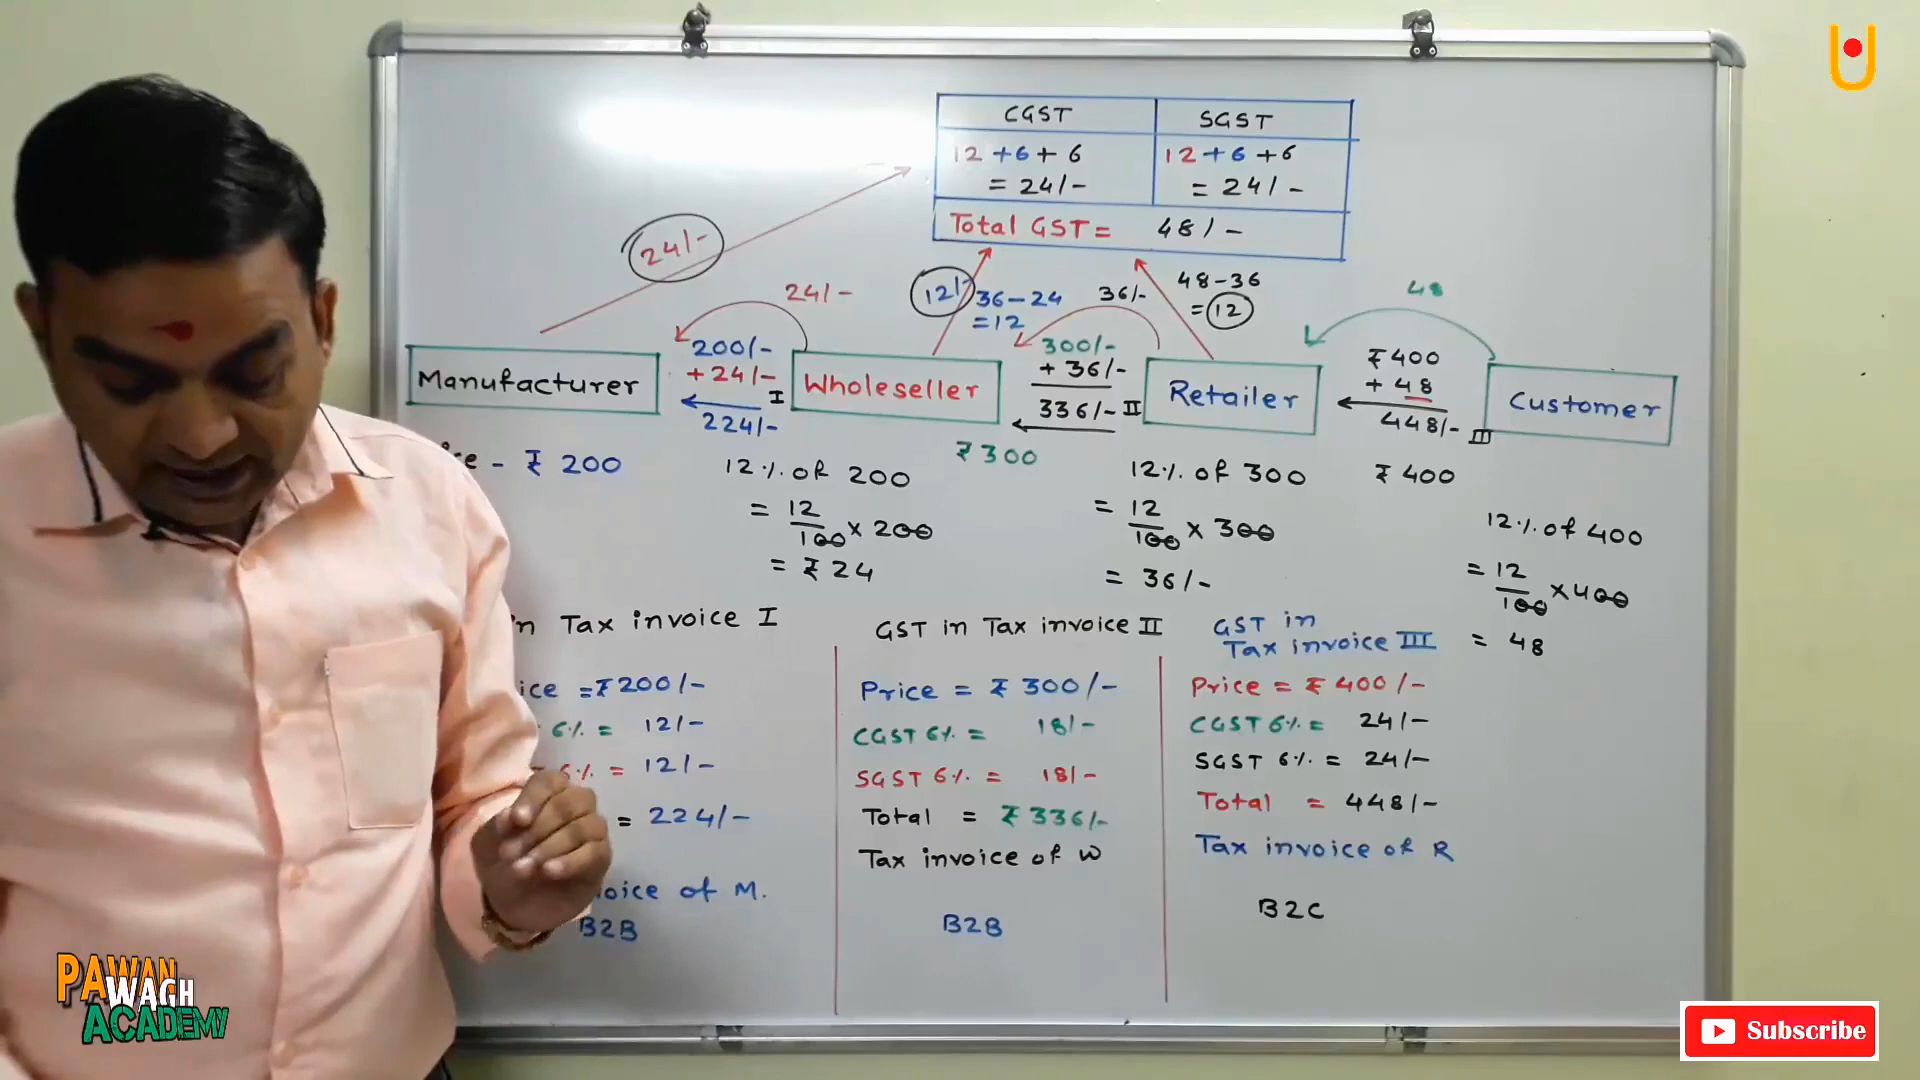 CGST
SGST
12 + 6 + 6
= 24/-
12 + 6 + 6
= 24/-
Total GST = 48/-
24/-
24/-
12/-
36 - 24
= 12
36/-
48 - 36
= 12
48
Manufacturer
200/-
+ 24/-
224/-
I
Wholeseller
300/-
+ 36/-
336/- II
Retailer
₹400
+ 48
448/-
III
Customer
- ₹ 200
12% of 200
= 12/100 x 200
= ₹ 24
₹300
12% of 300
= 12/100 x 300
= 36/-
₹ 400
12% of 400
= 12/100 x 400
= 48
Tax invoice I
=₹200/-
6% = 12/-
6% = 12/-
= 224/-
of M.
B2B
GST in Tax invoice II
Price = ₹ 300/-
CGST 6% = 18/-
SGST 6% = 18/-
Total = ₹ 336/-
Tax invoice of W
B2B
GST in
Tax invoice III
Price = ₹ 400/-
CGST 6% = 24/-
SGST 6% = 24/-
Total = 448/-
Tax invoice of R
B2C
PAWAN
WAGH
ACADEMY
Subscribe